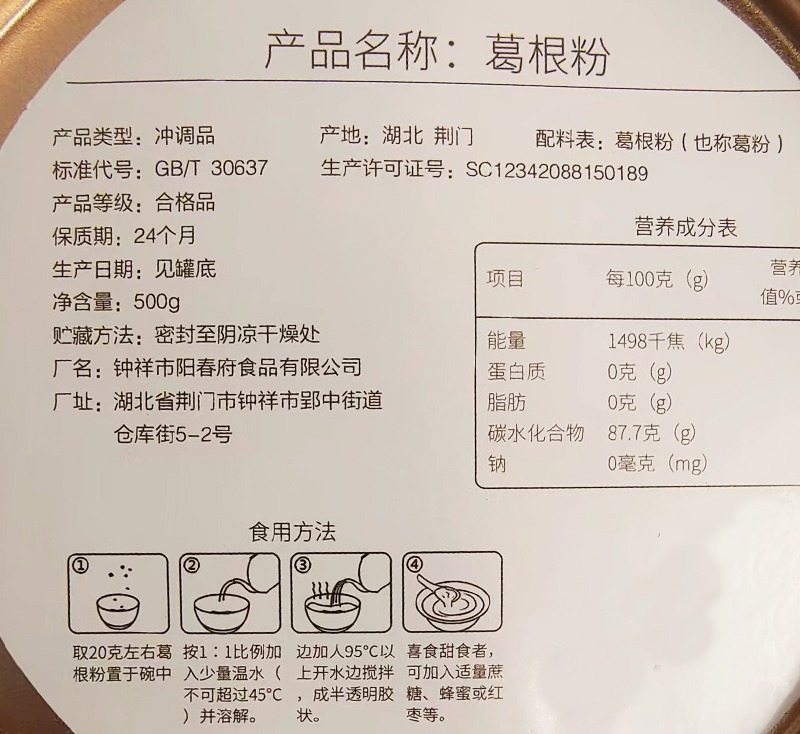 产品名称：葛根粉
产品类型：冲调品 产地：湖北 荆门 配料表：葛根粉（也称葛粉）
标准代号：GB/T 30637 生产许可证号：SC12342088150189
产品等级：合格品
保质期：24个月
生产日期：见罐底
净含量：500g
贮藏方法：密封至阴凉干燥处
厂名：钟祥市阳春府食品有限公司
厂址：湖北省荆门市钟祥市郢中街道
仓库街5-2号
营养成分表
项目 每100克（g） 营养
值%
能量 1498千焦（kg）
蛋白质 0克（g）
脂肪 0克（g）
碳水化合物 87.7克（g）
钠 0毫克（mg）
食用方法
① ② ③ ④
取20克左右葛
根粉置于碗中
按1：1比例加
入少量温水（
不可超过45℃
）并溶解。
边加人95℃以
上开水边搅拌
，成半透明胶
状。
喜食甜食者，
可加入适量蔗
糖、蜂蜜或红
枣等。